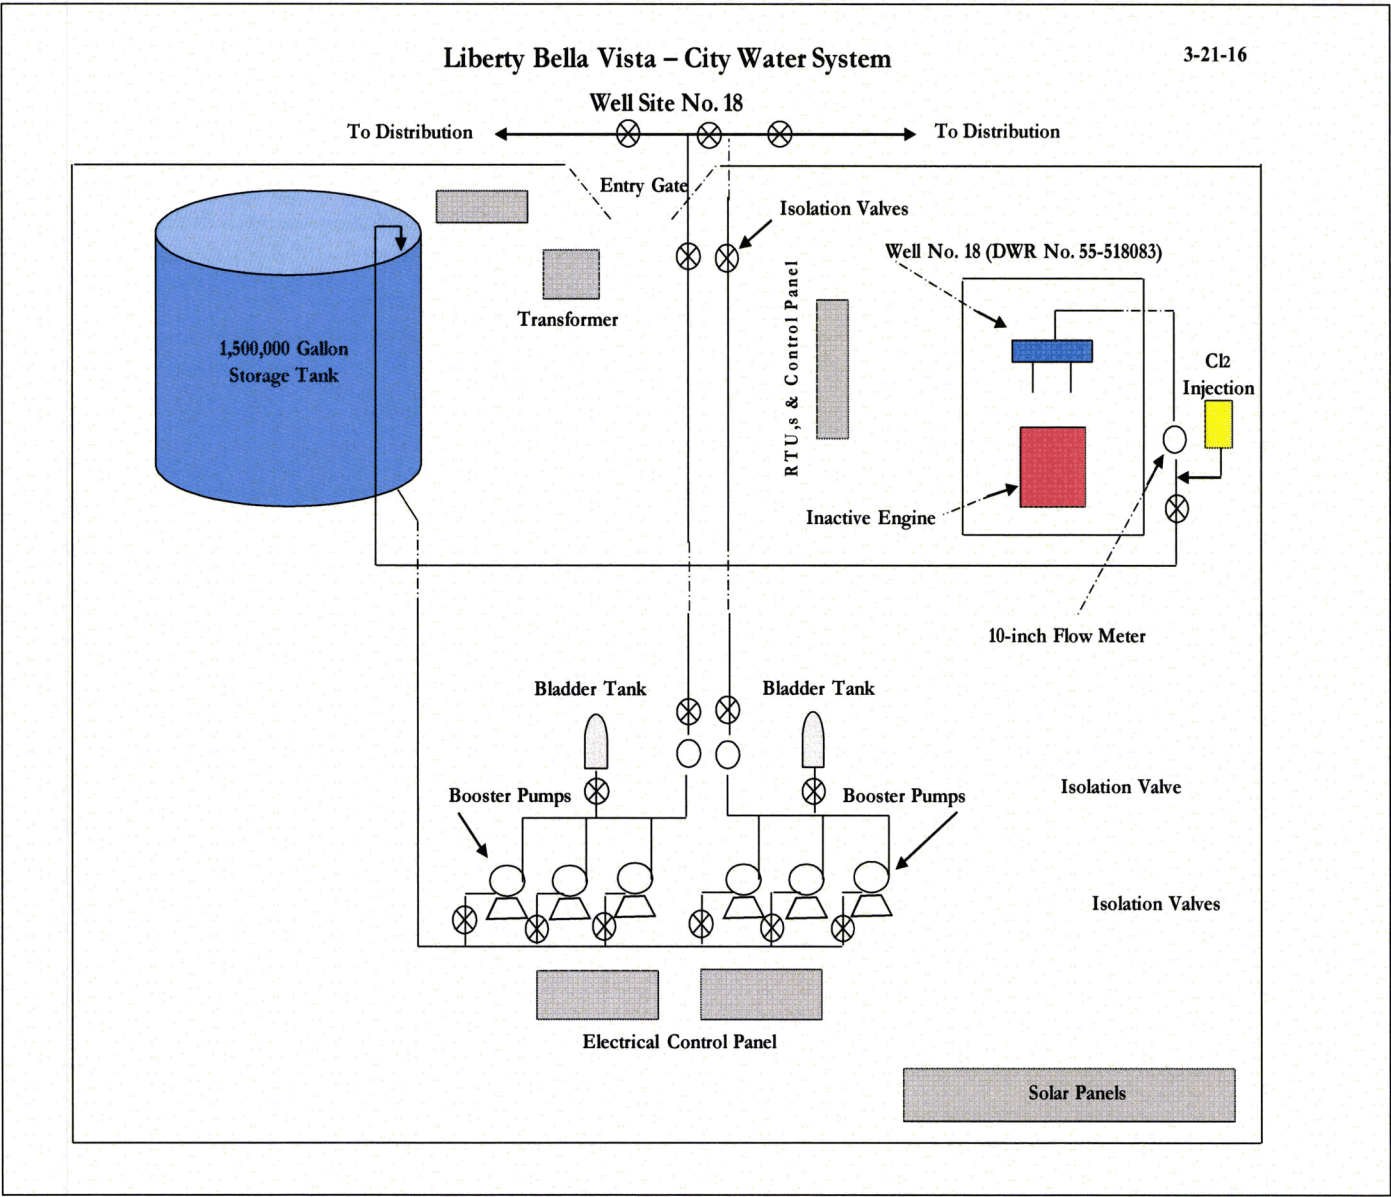 Liberty Bella Vista – City Water System
3-21-16
Well Site No. 18
To Distribution
To Distribution
Entry Gate
Isolation Valves
Well No. 18 (DWR No. 55-518083)
Transformer
RTU,s & Control Panel
1,500,000 Gallon
Storage Tank
Cl2
Injection
Inactive Engine
10-inch Flow Meter
Bladder Tank
Bladder Tank
Booster Pumps
Booster Pumps
Isolation Valve
Isolation Valves
Electrical Control Panel
Solar Panels